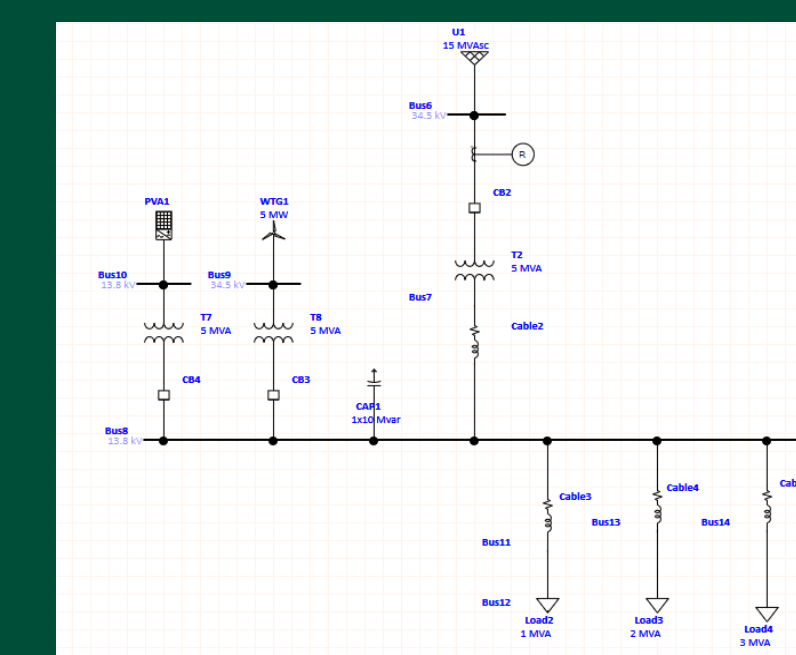 U1
15 MVAsc
Bus6
34.5 kV
R
CB2
PVA1
WTG1
5 MW
T2
5 MVA
Bus10
13.8 kV
Bus9
34.5 kV
Bus7
T7
5 MVA
T8
5 MVA
Cable2
CB4
CB3
CAP1
1x10 Mvar
Bus8
13.8 kV
Cable3
Cable4
Cab
Bus11
Bus13
Bus14
Bus12
Load2
1 MVA
Load3
2 MVA
Load4
3 MVA